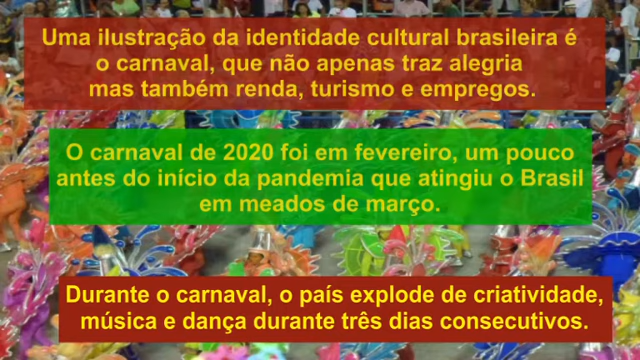 Uma ilustração da identidade cultural brasileira é
o carnaval, que não apenas traz alegria
mas também renda, turismo e empregos.
O carnaval de 2020 foi em fevereiro, um pouco
antes do início da pandemia que atingiu o Brasil
em meados de março.
Durante o carnaval, o país explode de criatividade,
música e dança durante três dias consecutivos.